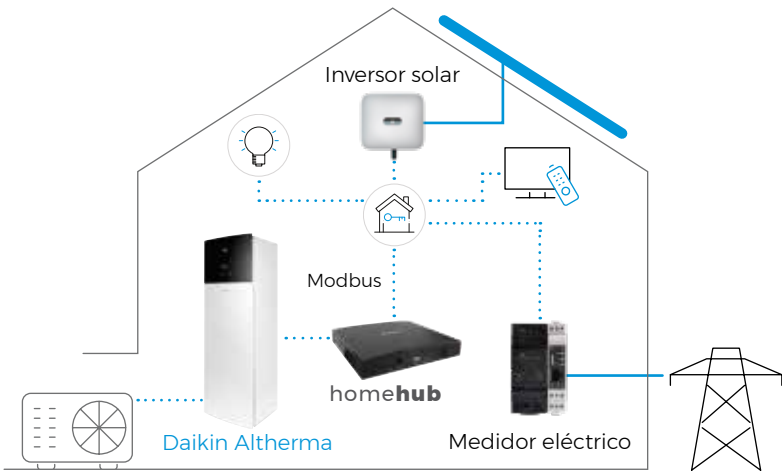 Inversor solar
Modbus
homehub
Daikin Altherma
Medidor eléctrico